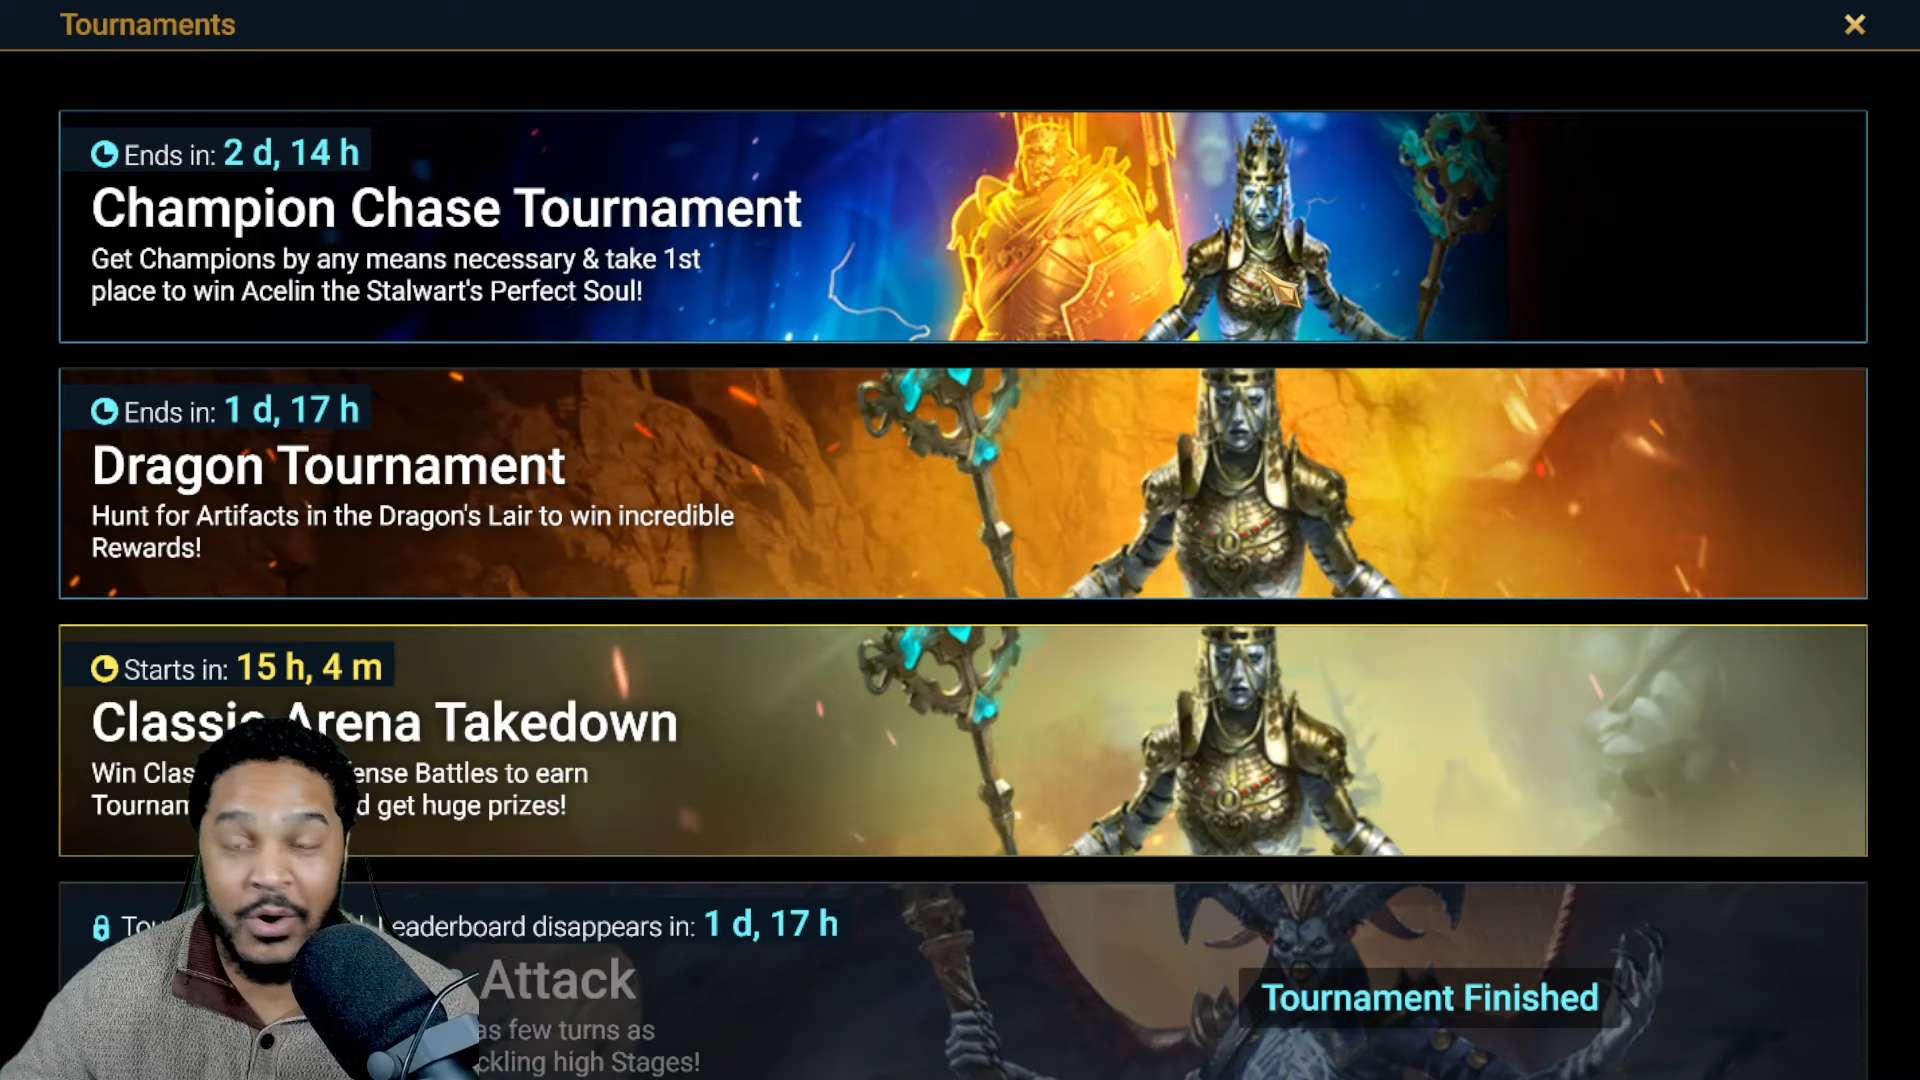 Tournaments
Ends in: 2 d, 14 h
Champion Chase Tournament
Get Champions by any means necessary & take 1st
place to win Acelin the Stalwart's Perfect Soul!
Ends in: 1 d, 17 h
Dragon Tournament
Hunt for Artifacts in the Dragon's Lair to win incredible
Rewards!
Starts in: 15 h, 4 m
Classic Arena Takedown
Win Battles to earn
get huge prizes!
Leaderboard disappears in: 1 d, 17 h
Attack
as few turns as
high Stages!
Tournament Finished